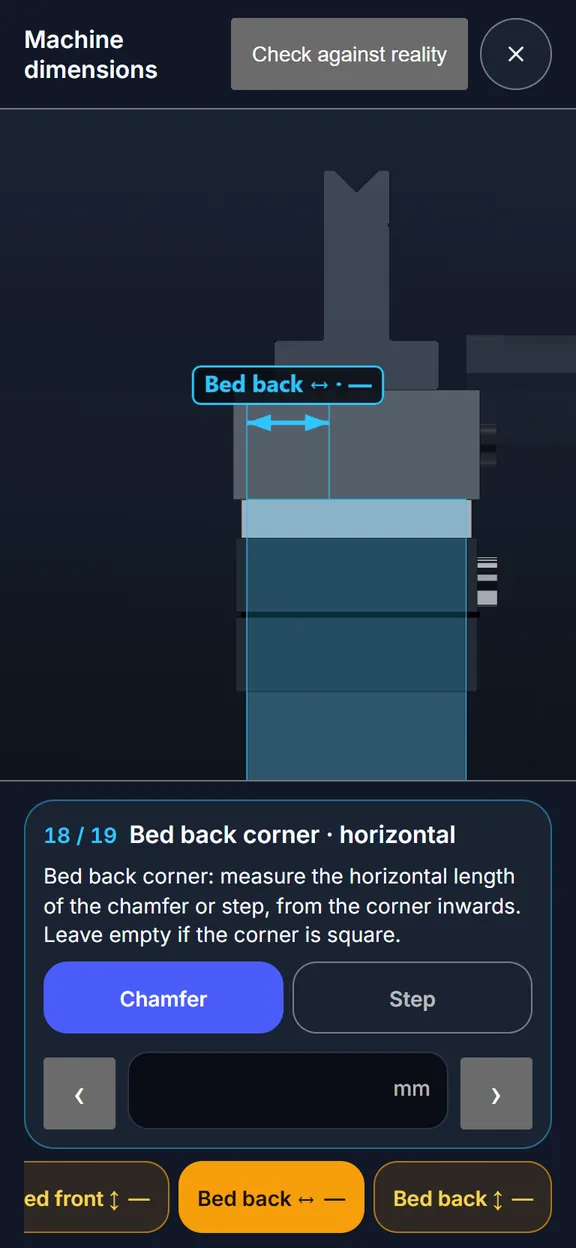 Machine
dimensions
Check against reality
Bed back ↔ · —
18 / 19 Bed back corner · horizontal
Bed back corner: measure the horizontal length
of the chamfer or step, from the corner inwards.
Leave empty if the corner is square.
Chamfer
Step
mm
ed front ↕ —
Bed back ↔ —
Bed back ↕ —